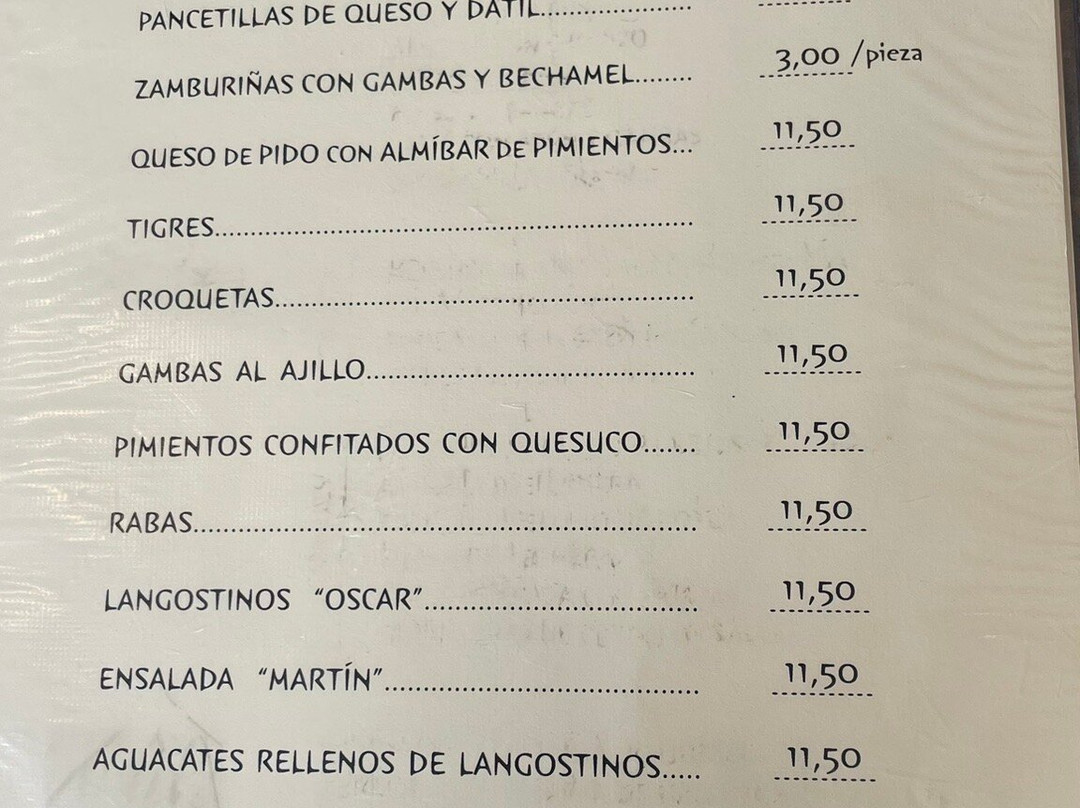 PANCETILLAS DE QUESO Y DÁTIL..................
ZAMBURIÑAS CON GAMBAS Y BECHAMEL........ 3,00 /pieza
QUESO DE PIDO CON ALMÍBAR DE PIMIENTOS... 11,50
TIGRES................................................................ 11,50
CROQUETAS........................................................ 11,50
GAMBAS AL AJILLO............................................ 11,50
PIMIENTOS CONFITADOS CON QUESUCO....... 11,50
RABAS................................................................... 11,50
LANGOSTINOS “OSCAR”.................................... 11,50
ENSALADA “MARTÍN”.......................................... 11,50
AGUACATES RELLENOS DE LANGOSTINOS..... 11,50